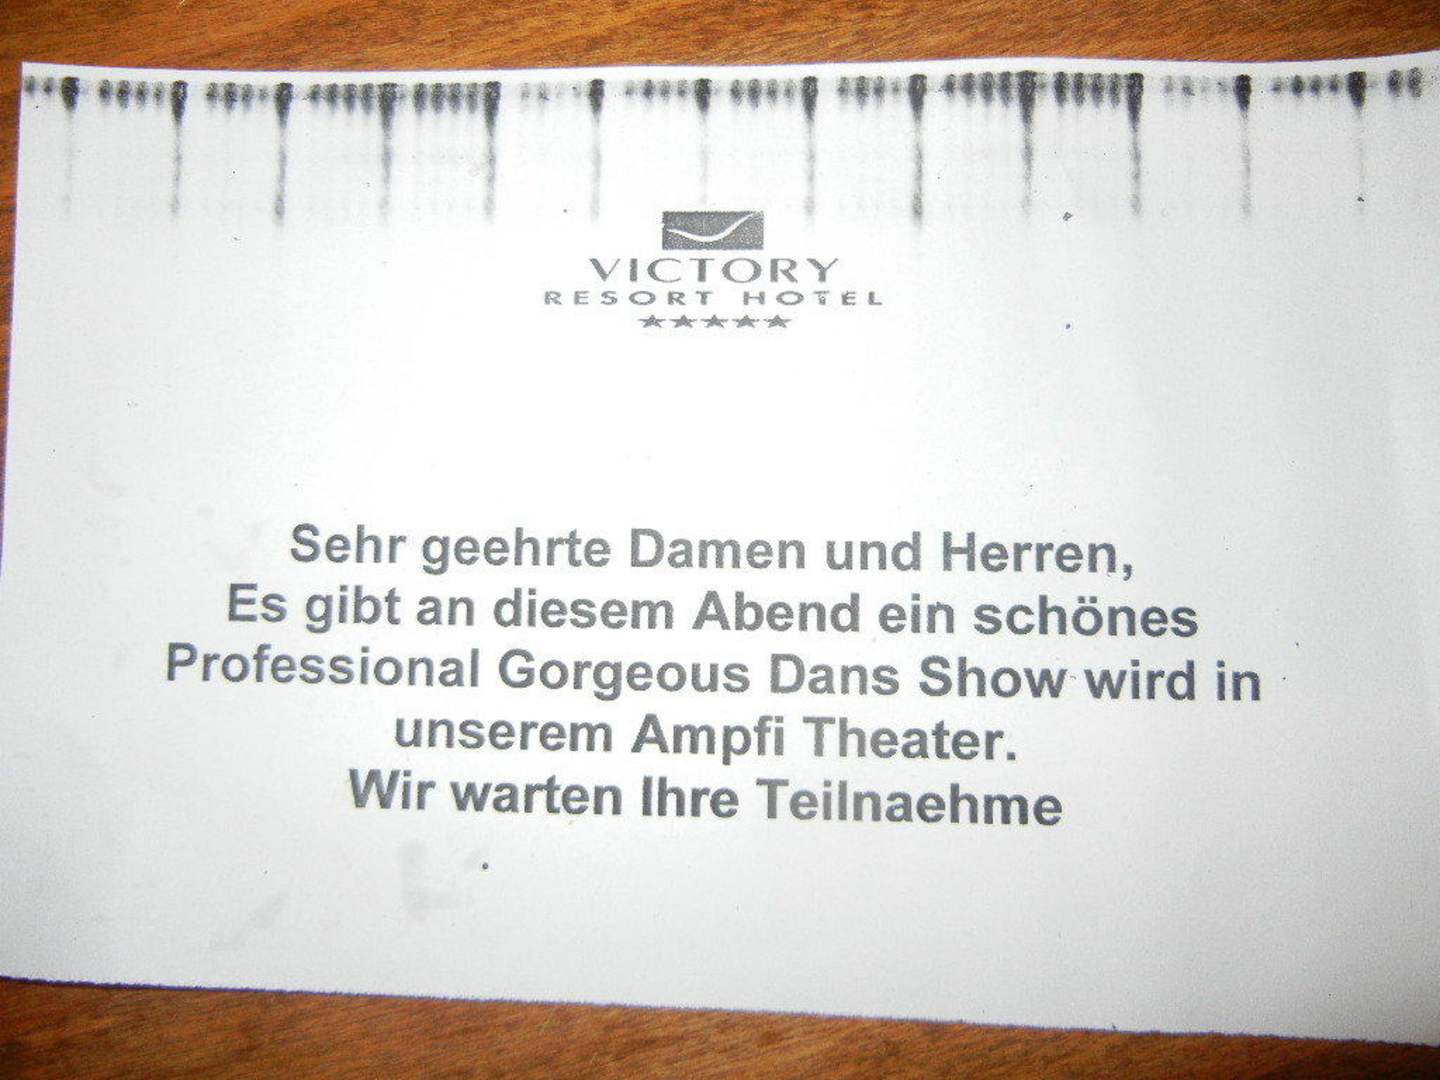 VICTORY
RESORT HOTEL
★★★★★
Sehr geehrte Damen und Herren,
Es gibt an diesem Abend ein schönes
Professional Gorgeous Dans Show wird in
unserem Ampfi Theater.
Wir warten Ihre Teilnaehme